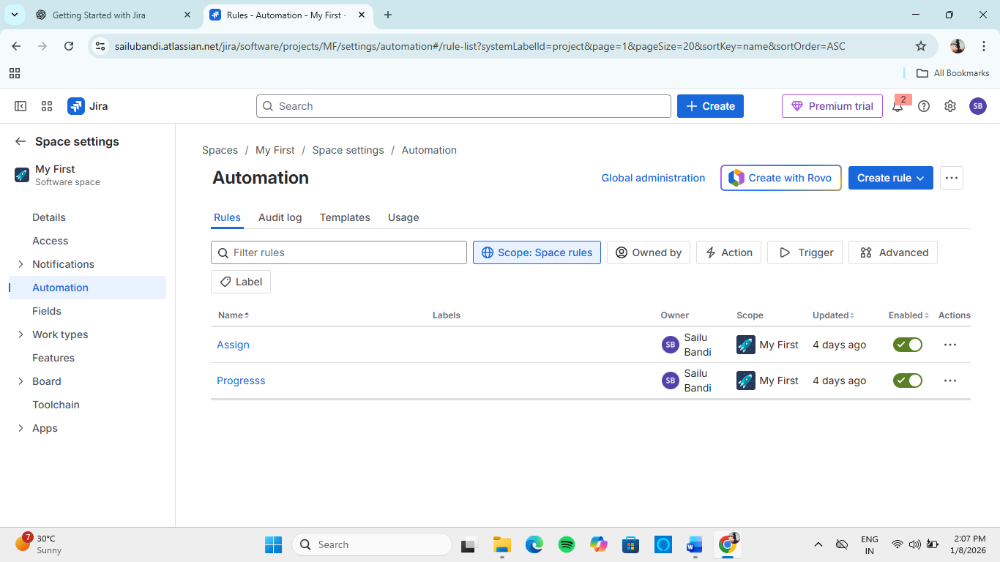 Getting Started with Jira
Rules - Automation - My First -
sailubandi.atlassian.net/jira/software/projects/MF/settings/automation#/rule-list?systemLabelId=project&page=1&pageSize=20&sortKey=name&sortOrder=ASC
All Bookmarks
Jira
Search
Create
Premium trial
2
SB
Space settings
My First
Software space
Details
Access
Notifications
Automation
Fields
Work types
Features
Board
Toolchain
Apps
Spaces / My First / Space settings / Automation
Automation
Global administration
Create with Rovo
Create rule
Rules
Audit log
Templates
Usage
Filter rules
Scope: Space rules
Owned by
Action
Trigger
Advanced
Label
Name Labels Owner Scope Updated Enabled Actions
Assign SB Sailu Bandi My First 4 days ago
Progresss SB Sailu Bandi My First 4 days ago
7
30°C
Sunny
Search
ENG
IN
2:07 PM
1/8/2026